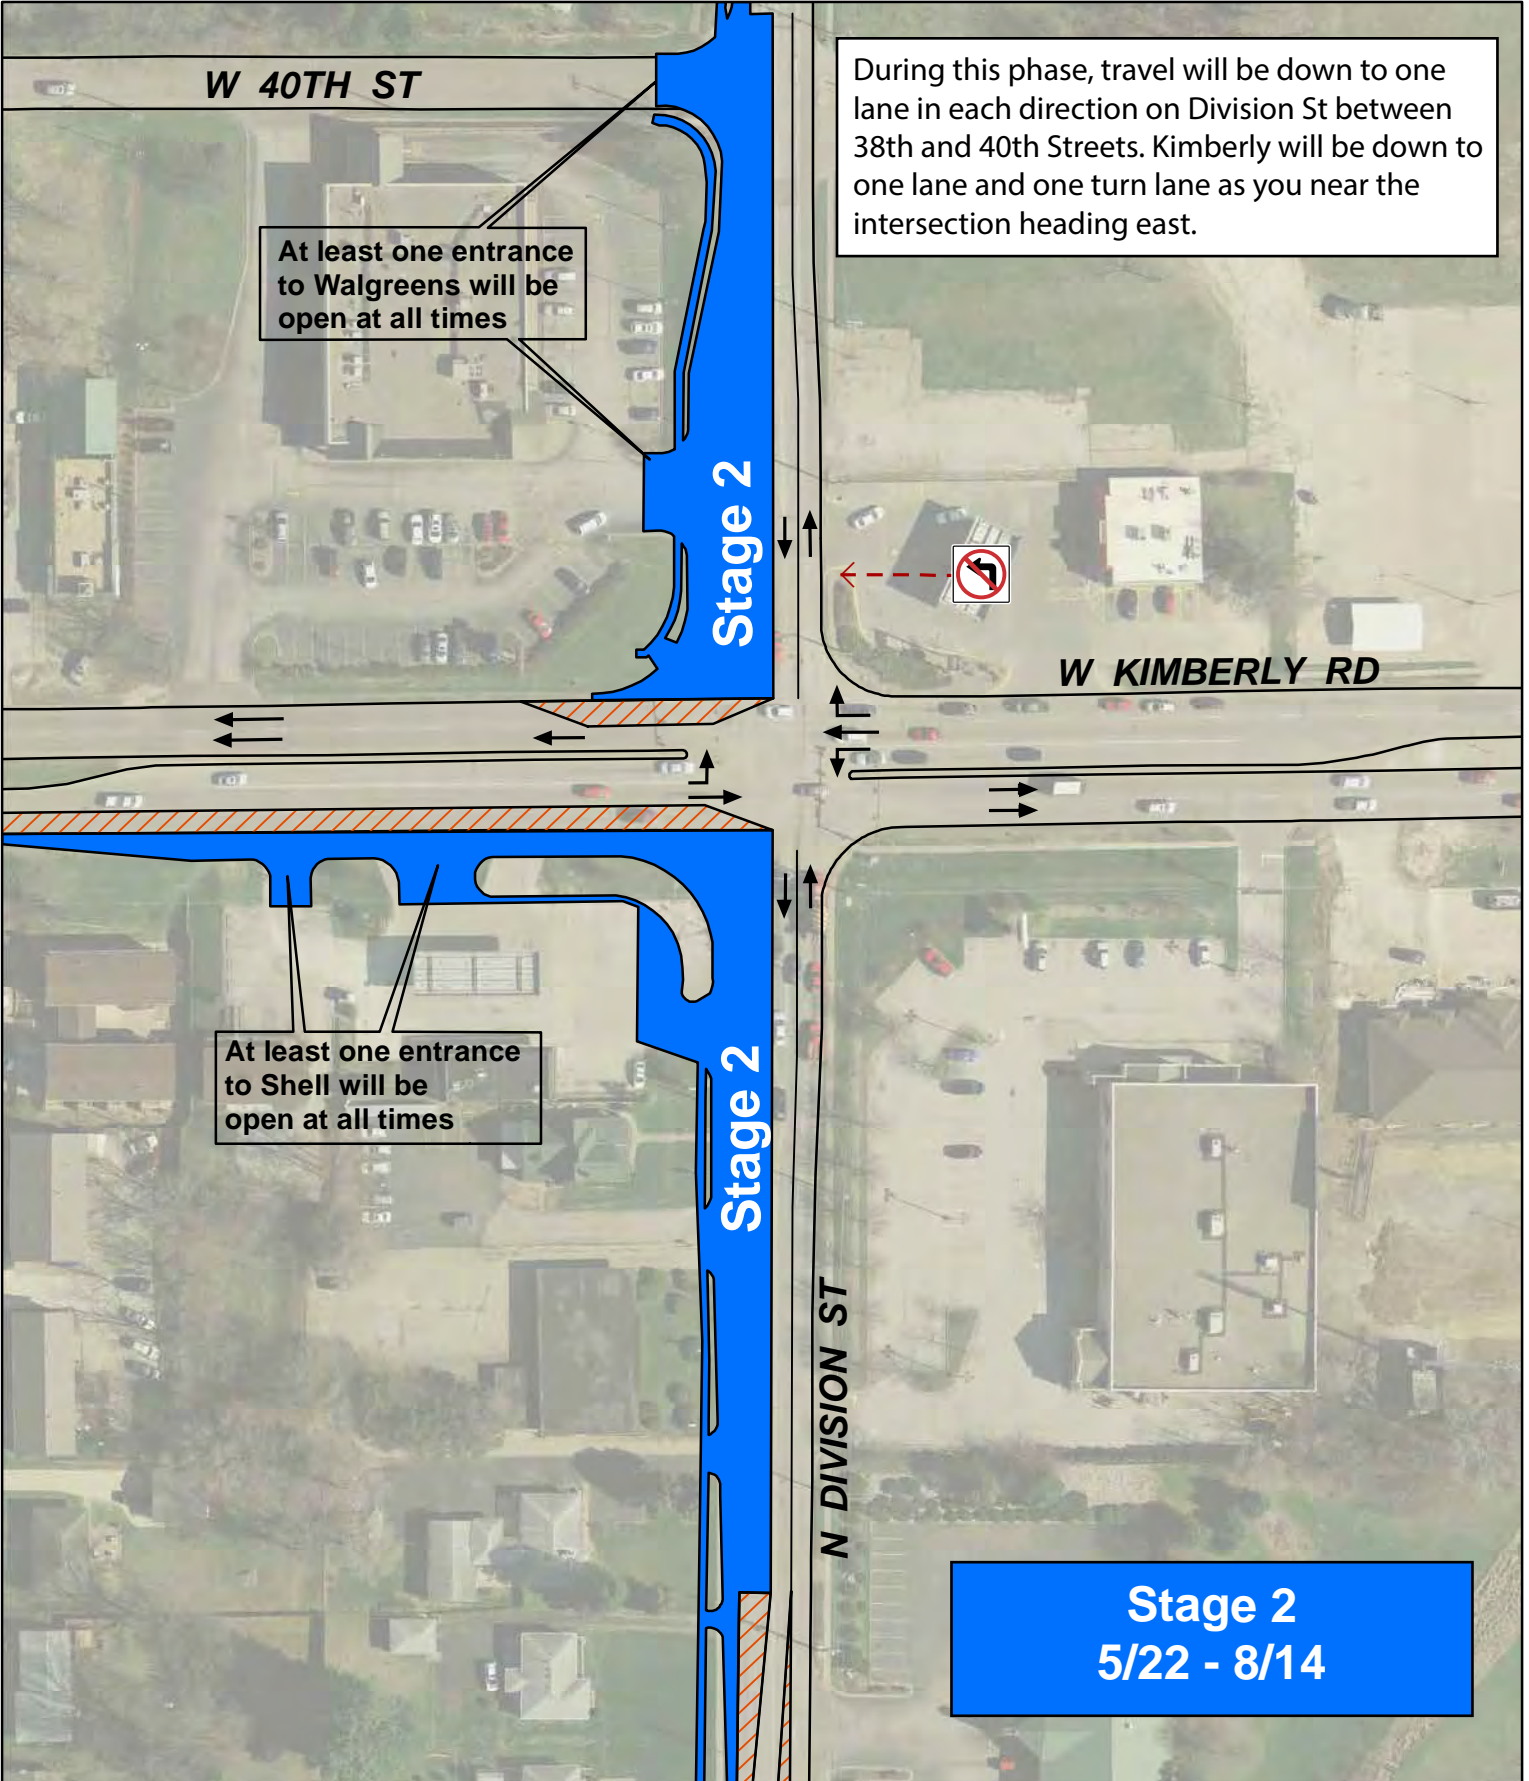 W 40TH ST
During this phase, travel will be down to one
lane in each direction on Division St between
38th and 40th Streets. Kimberly will be down to
one lane and one turn lane as you near the
intersection heading east.
At least one entrance
to Walgreens will be
open at all times
Stage 2
W KIMBERLY RD
At least one entrance
to Shell will be
open at all times
Stage 2
N DIVISION ST
Stage 2
5/22 - 8/14